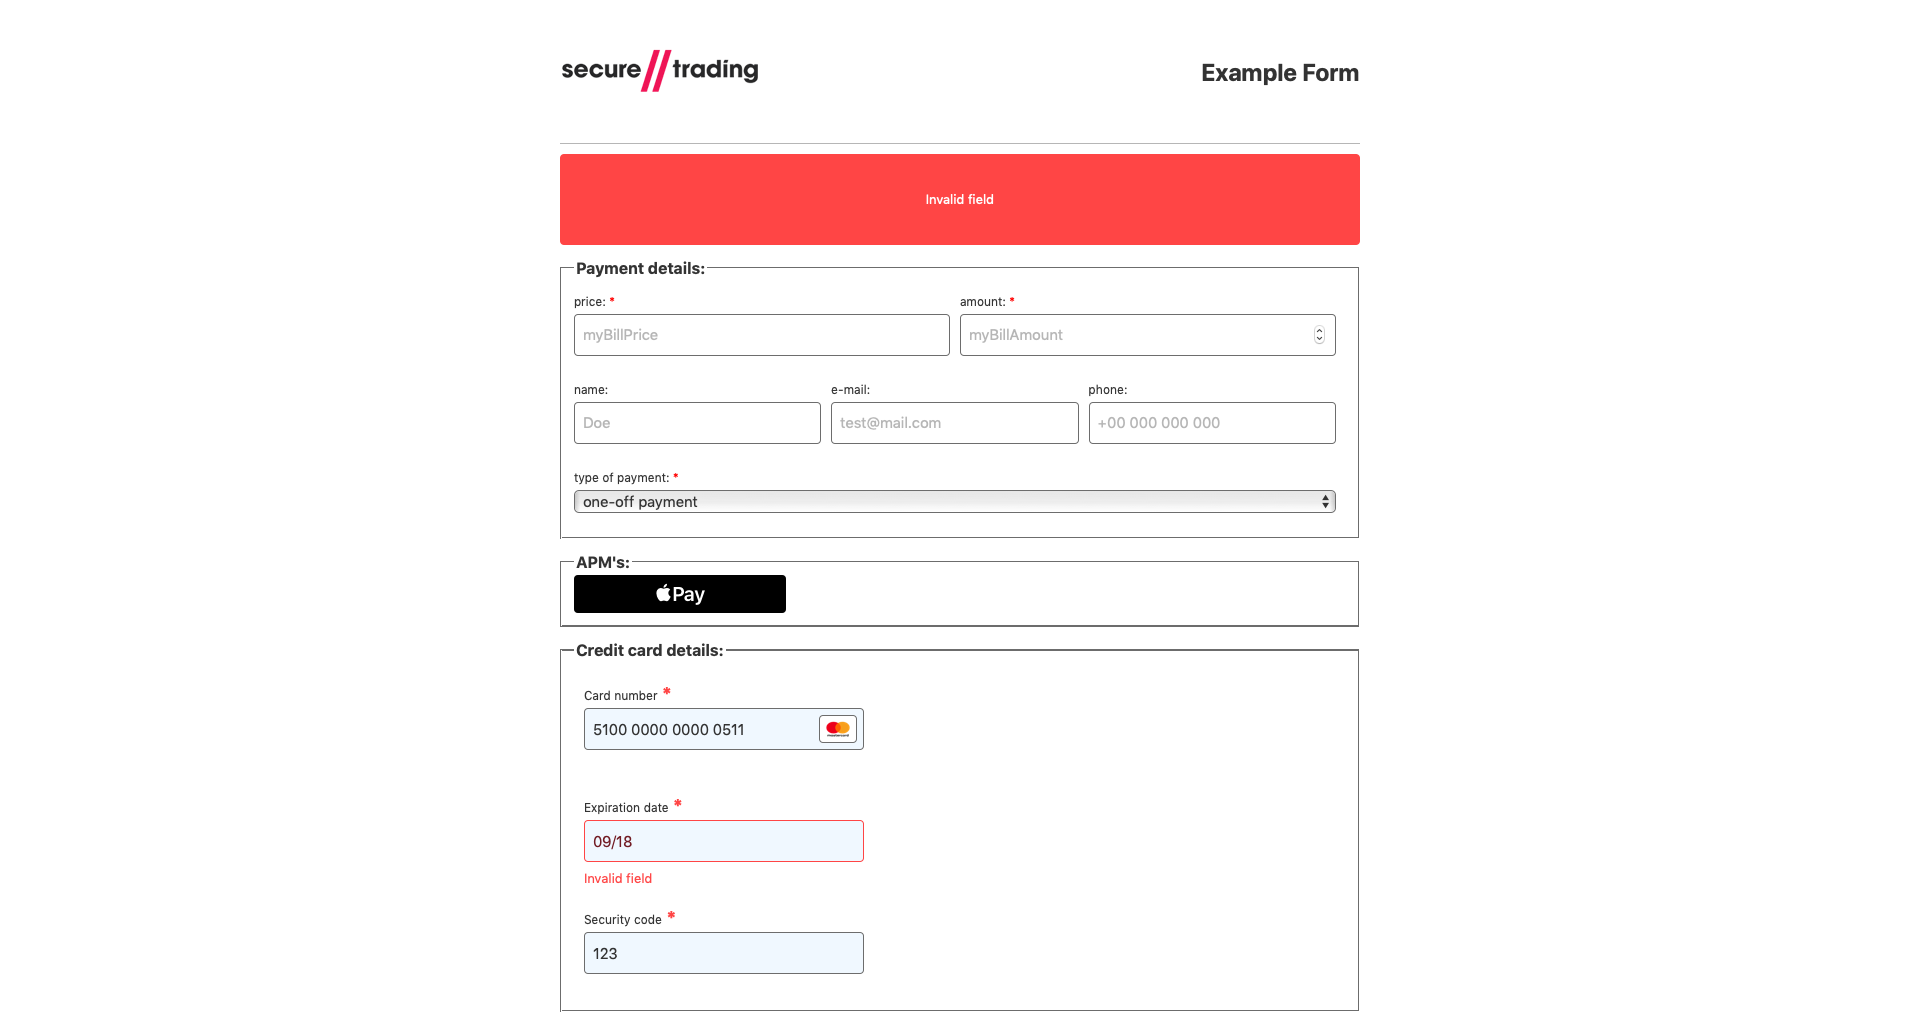 secure//trading
Example Form
Invalid field
Payment details:
price: *
amount: *
myBillPrice
myBillAmount
name:
e-mail:
phone:
Doe
test@mail.com
+00 000 000 000
type of payment: *
one-off payment
APM's:
Pay
Credit card details:
Card number *
5100 0000 0000 0511
mastercard
Expiration date *
09/18
Invalid field
Security code *
123